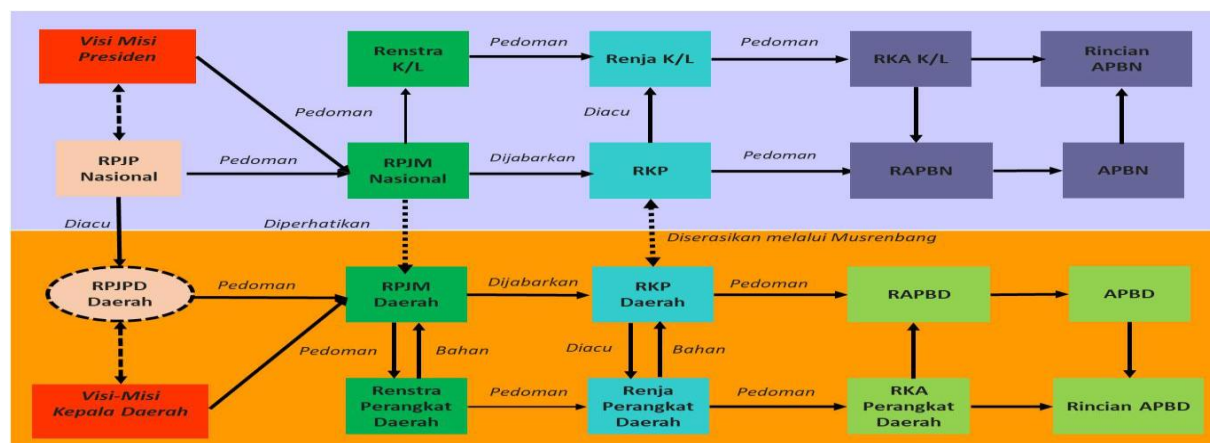 Visi Misi
Presiden
Renstra
K/L
Pedoman
Renja K/L
Pedoman
RKA K/L
Rincian
APBN
Pedoman
Diacu
RPJP
Nasional
Pedoman
RPJM
Nasional
Dijabarkan
RKP
Pedoman
RAPBN
APBN
Diacu
Diperhatikan
Diserasikan melalui Musrenbang
RPJPD
Daerah
Pedoman
RPJM
Daerah
Dijabarkan
RKP
Daerah
Pedoman
RAPBD
APBD
Pedoman
Bahan
Diacu
Bahan
Visi-Misi
Kepala Daerah
Renstra
Perangkat
Daerah
Pedoman
Renja
Perangkat
Daerah
Pedoman
RKA
Perangkat
Daerah
Rincian APBD